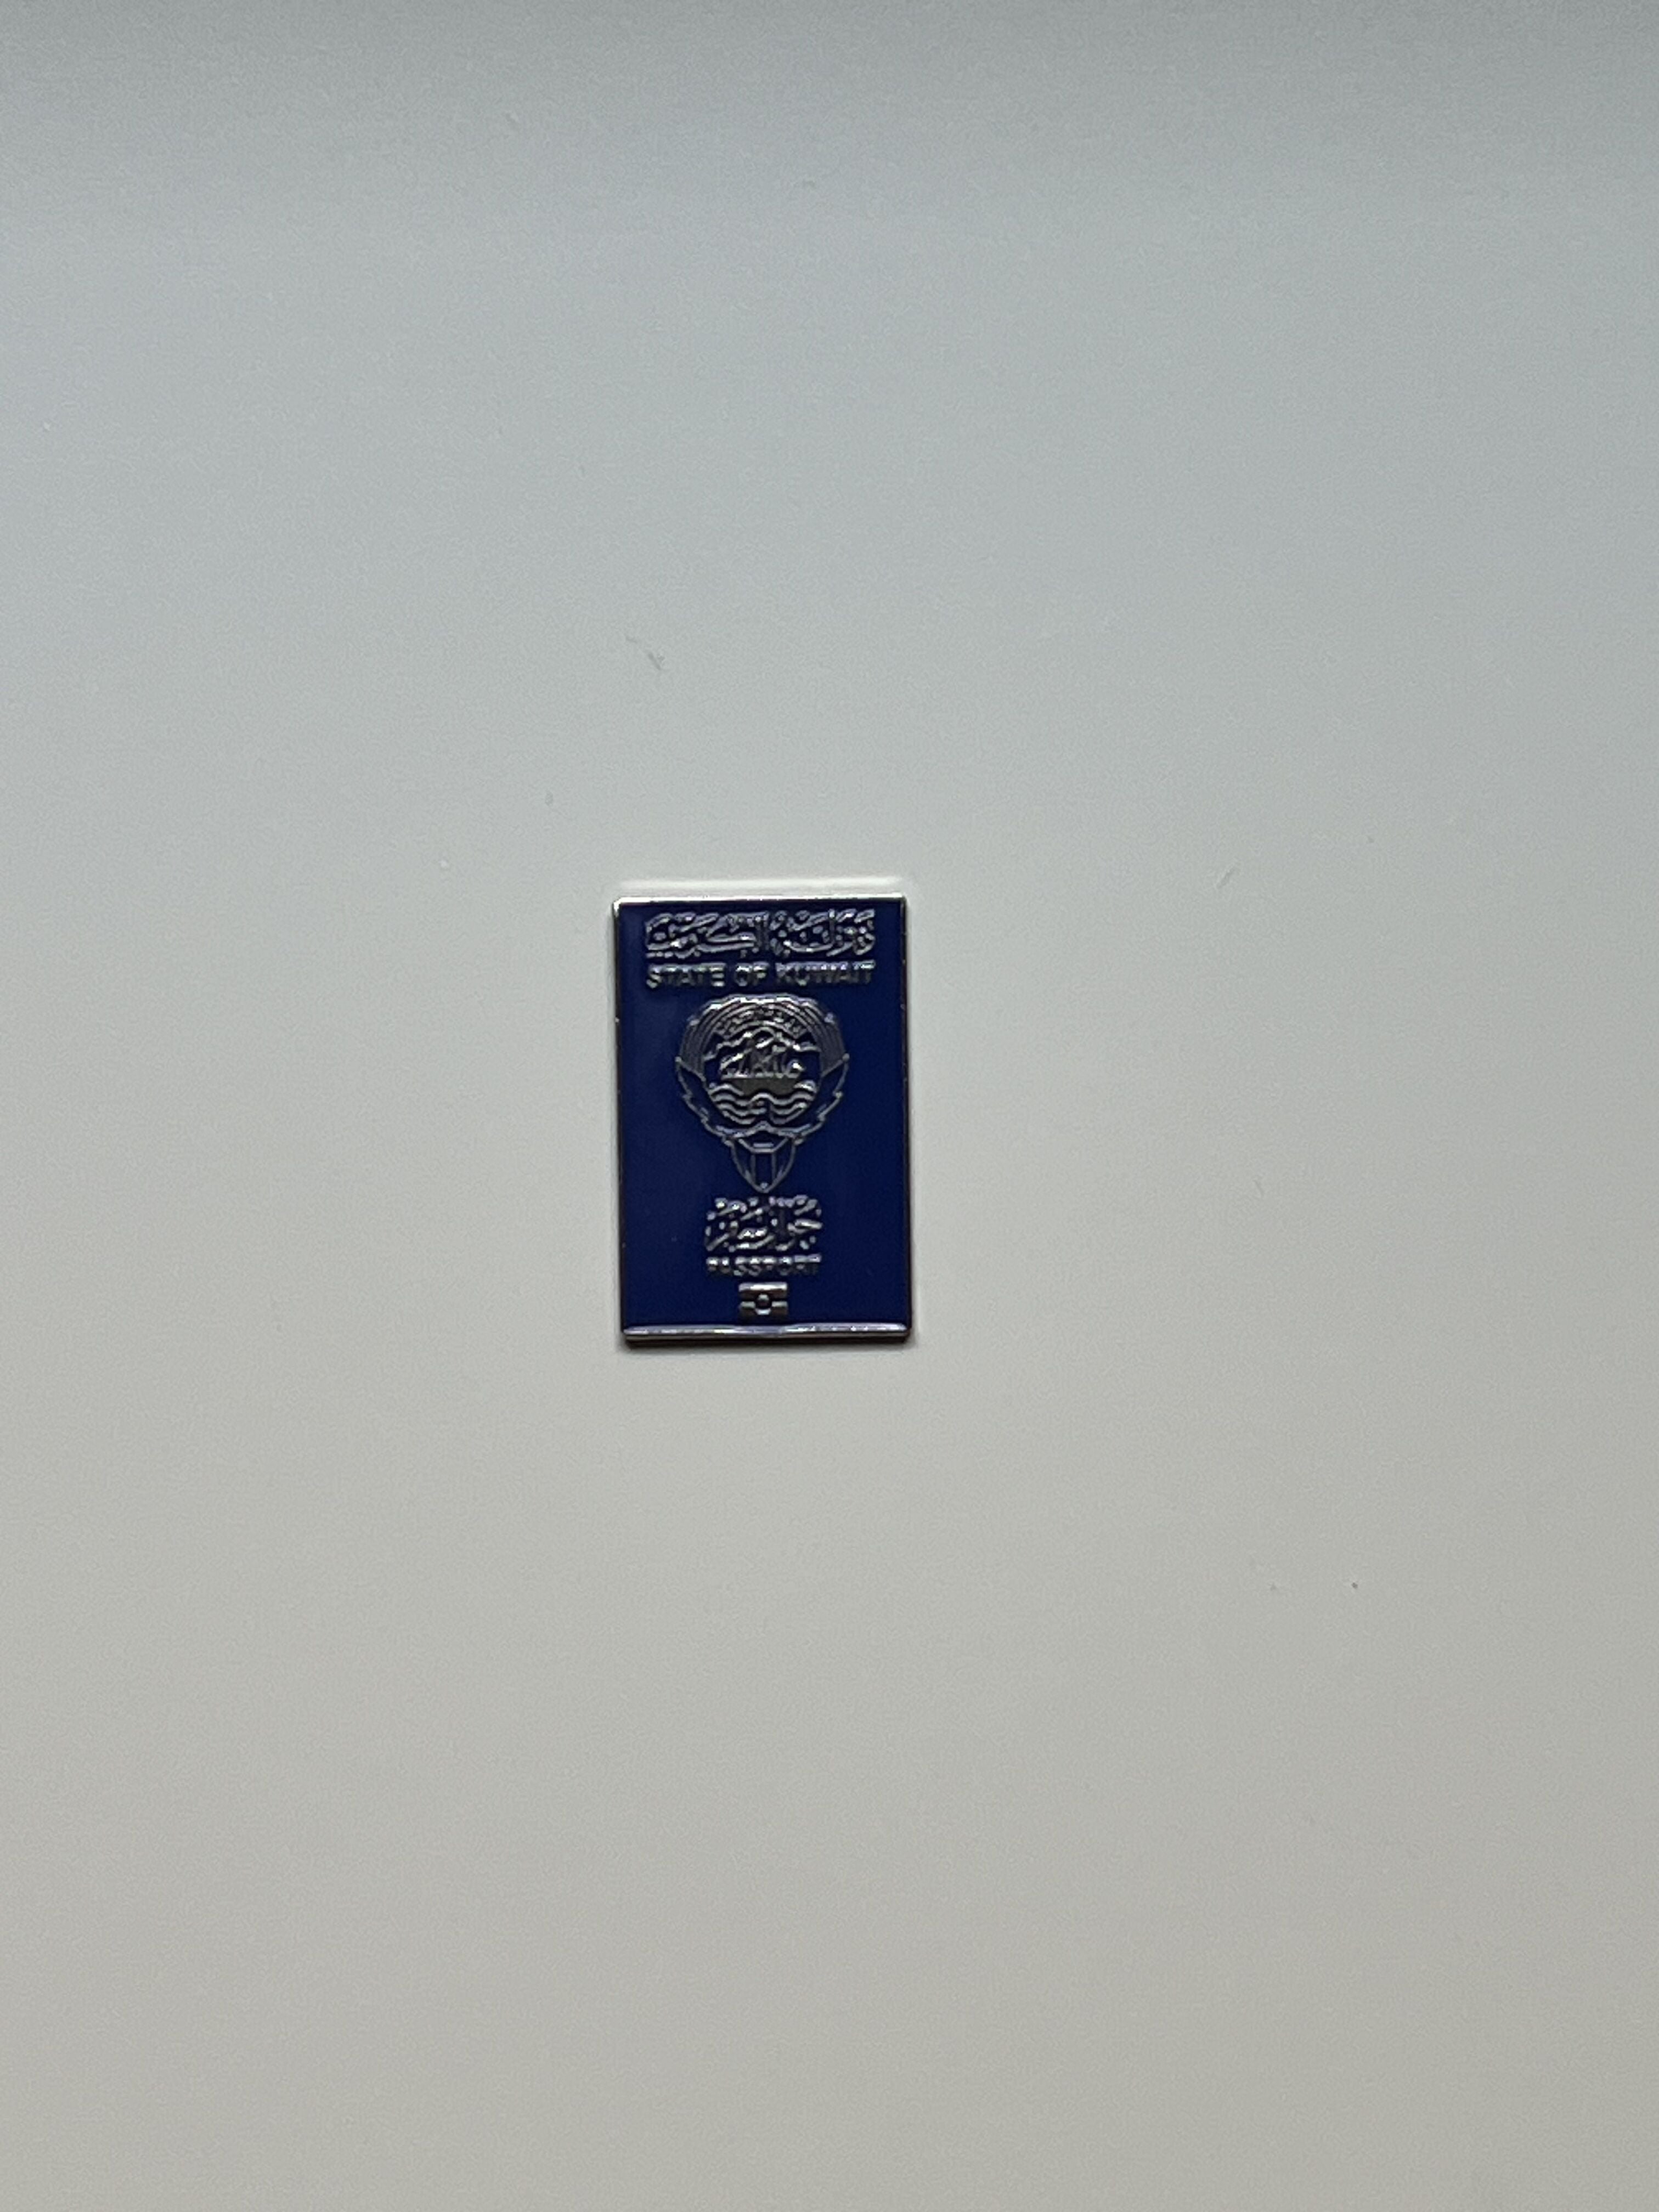 دولة الكويت
STATE OF KUWAIT
جواز سفر
PASSPORT